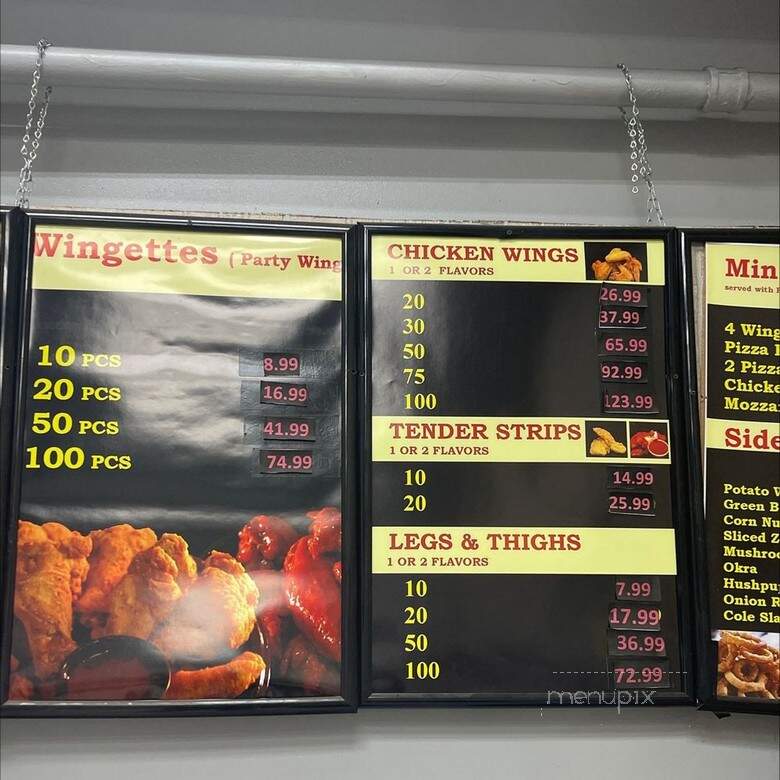 Wingettes (Party Wing
10 PCS 8.99
20 PCS 16.99
50 PCS 41.99
100 PCS 74.99
CHICKEN WINGS
1 OR 2 FLAVORS
20 26.99
30 37.99
50 65.99
75 92.99
100 123.99
TENDER STRIPS
1 OR 2 FLAVORS
10 14.99
20 25.99
LEGS & THIGHS
1 OR 2 FLAVORS
10 7.99
20 17.99
50 36.99
100 72.99
Min
served with
4 Wing
Pizza
2 Pizza
Chicke
Mozza
Side
Potato
Green B
Corn Nu
Sliced Z
Mushroo
Okra
Hushpu
Onion R
Cole Sla
menupix